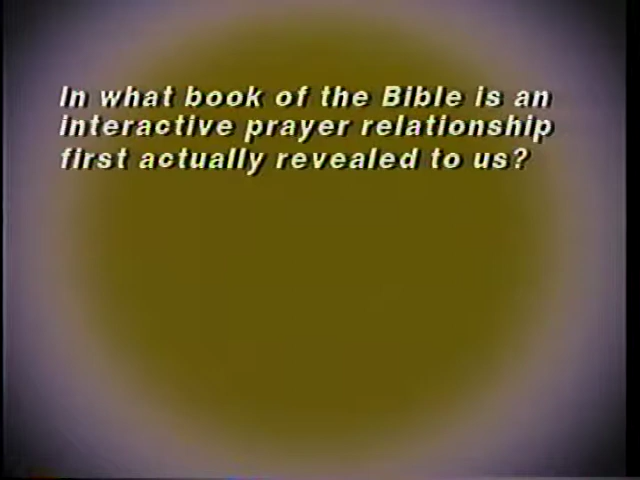 In what book of the Bible is an
interactive prayer relationship
first actually revealed to us?